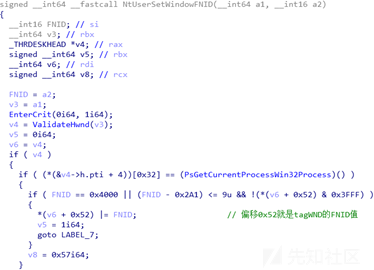 signed __int64 __fastcall NtUserSetWindowFNID(__int64 a1, __int16 a2)
{
__int16 FNID; // si
__int64 v3; // rbx
_THRDESKHEAD *v4; // rax
signed __int64 v5; // rbx
__int64 v6; // rdi
signed __int64 v8; // rcx
FNID = a2;
v3 = a1;
EnterCrit(0i64, 1i64);
v4 = ValidateHwnd(v3);
v5 = 0i64;
v6 = v4;
if ( v4 )
{
if ( (*(&v4->h.pti + 4))[0x32] == (PsGetCurrentProcessWin32Process)() )
{
if ( FNID == 0x4000 || (FNID - 0x2A1) <= 9u && !(*(v6 + 0x52) & 0x3FFF) )
{
*(v6 + 0x52) |= FNID; // 偏移0x52就是tagWND的FNID值
v5 = 1i64;
goto LABEL_7;
}
v8 = 0x57i64;
}
先知社区